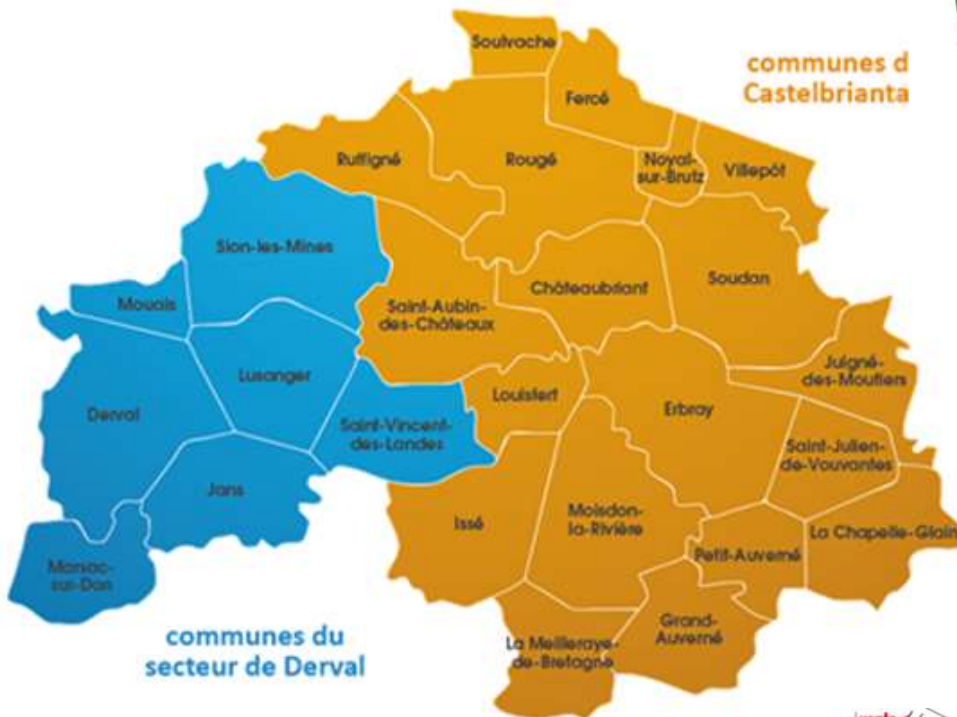 Soulvache
communes d
Castelbrianta
Fercé
Ruffigné
Rougé
Noyal-
sur-Brutz
Villepôt
Sion-les-Mines
Mouais
Saint-Aubin-
des-Châteaux
Châteaubriant
Soudan
Juigné-
des-Moutiers
Derval
Lusanger
Louisfert
Erbray
Saint-Vincent-
des-Landes
Saint-Julien-
de-Vouvantes
Jans
Issé
Moisdon-
la-Rivière
Petit-Auverné
La Chapelle-Glain
Marsac-
sur-Don
communes du
secteur de Derval
Grand-
Auverné
La Meilleraye-
de-Bretagne